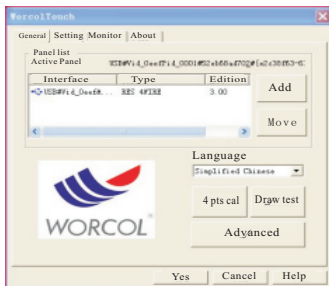 WorcolTouch
General Setting Monitor About
Panel list
Active Panel
Interface Type Edition
RES 4WIRE 3.00
Add
Move
Language
Simplified Chinese
4 pts cal Draw test
Advanced
WORCOL
Yes Cancel Help